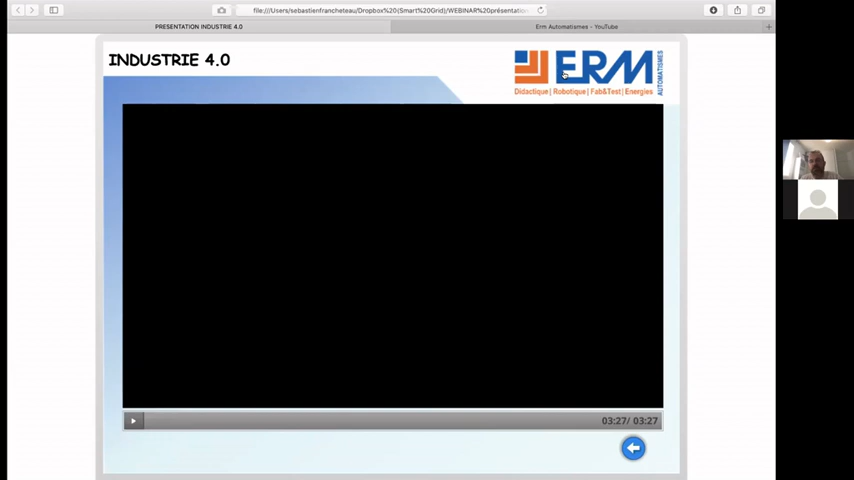 file:///Users/sebastienfrancheteau/Dropbox%20(Smart%20Grid)/WEBINAR%20présentatio
PRESENTATION INDUSTRIE 4.0
Erm Automatismes - YouTube
INDUSTRIE 4.0
ERM
AUTOMATISMES
Didactique| Robotique | Fab&Test | Energies
03:27/ 03:27